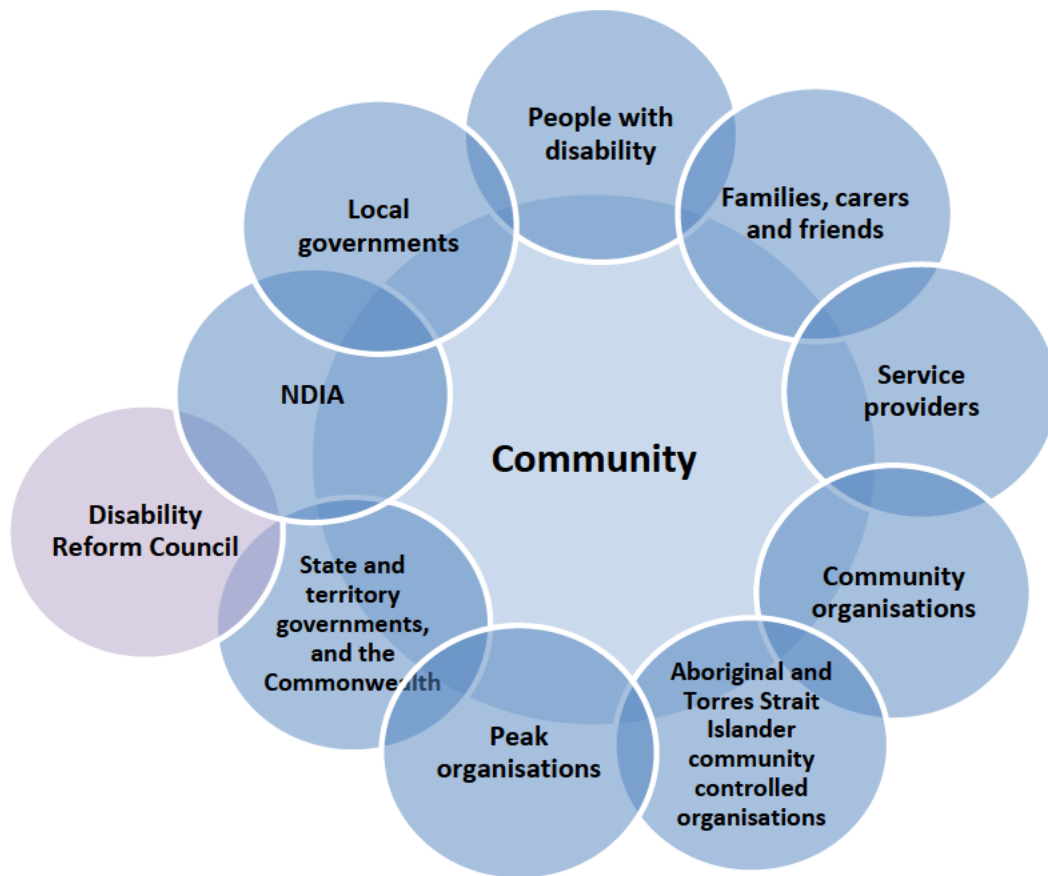 People with
disability
Families, carers
and friends
Service
providers
Community
organisations
Aboriginal and
Torres Strait
Islander
community
controlled
organisations
Peak
organisations
State and
territory
governments,
and the
Commonwealth
Disability
Reform Council
NDIA
Local
governments
Community